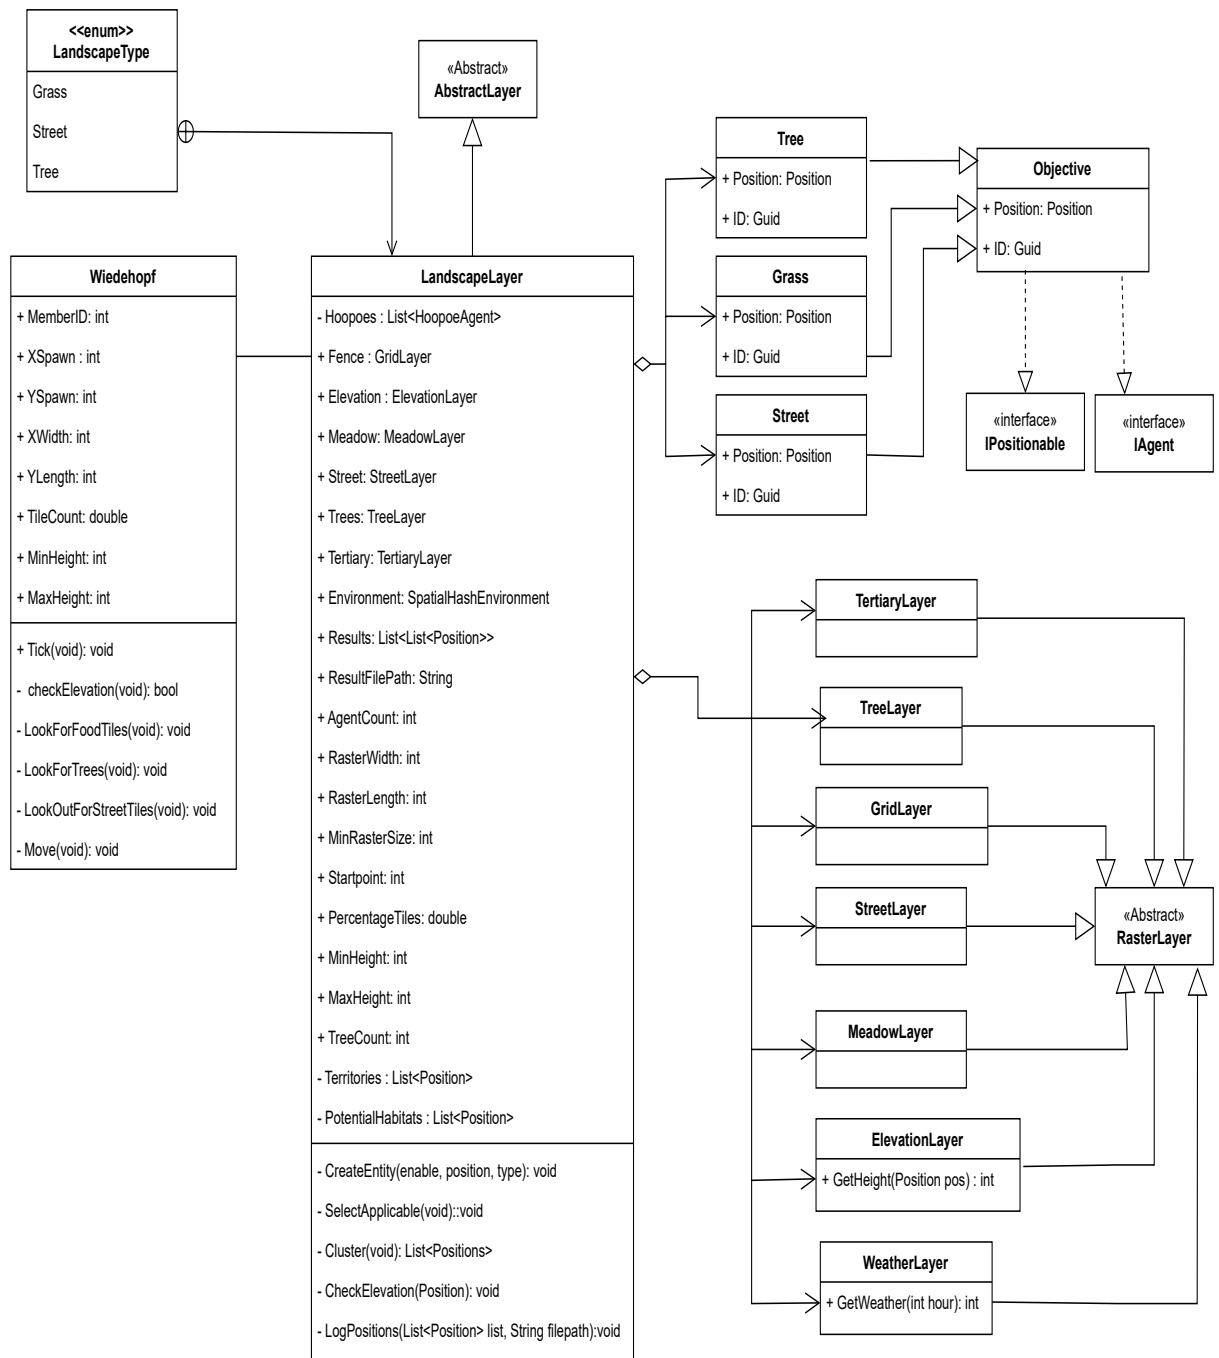 <<enum>>
LandscapeType
Grass
Street
Tree
«Abstract»
AbstractLayer
Tree
+ Position: Position
+ ID: Guid
Objective
+ Position: Position
+ ID: Guid
Grass
+ Position: Position
+ ID: Guid
Street
+ Position: Position
+ ID: Guid
«interface»
IPositionable
«interface»
IAgent
Wiedehopf
+ MemberID: int
+ XSpawn : int
+ YSpawn: int
+ XWidth: int
+ YLength: int
+ TileCount: double
+ MinHeight: int
+ MaxHeight: int
+ Tick(void): void
- checkElevation(void): bool
- LookForFoodTiles(void): void
- LookForTrees(void): void
- LookOutForStreetTiles(void): void
- Move(void): void
LandscapeLayer
- Hoopoes : List<HoopoeAgent>
+ Fence : GridLayer
+ Elevation : ElevationLayer
+ Meadow: MeadowLayer
+ Street: StreetLayer
+ Trees: TreeLayer
+ Tertiary: TertiaryLayer
+ Environment: SpatialHashEnvironment
+ Results: List<List<Position>>
+ ResultFilePath: String
+ AgentCount: int
+ RasterWidth: int
+ RasterLength: int
+ MinRasterSize: int
+ Startpoint: int
+ PercentageTiles: double
+ MinHeight: int
+ MaxHeight: int
+ TreeCount: int
- Territories : List<Position>
- PotentialHabitats : List<Position>
- CreateEntity(enable, position, type): void
- SelectApplicable(void)::void
- Cluster(void): List<Positions>
- CheckElevation(Position): void
- LogPositions(List<Position> list, String filepath):void
TertiaryLayer
TreeLayer
GridLayer
StreetLayer
«Abstract»
RasterLayer
MeadowLayer
ElevationLayer
+ GetHeight(Position pos) : int
WeatherLayer
+ GetWeather(int hour): int